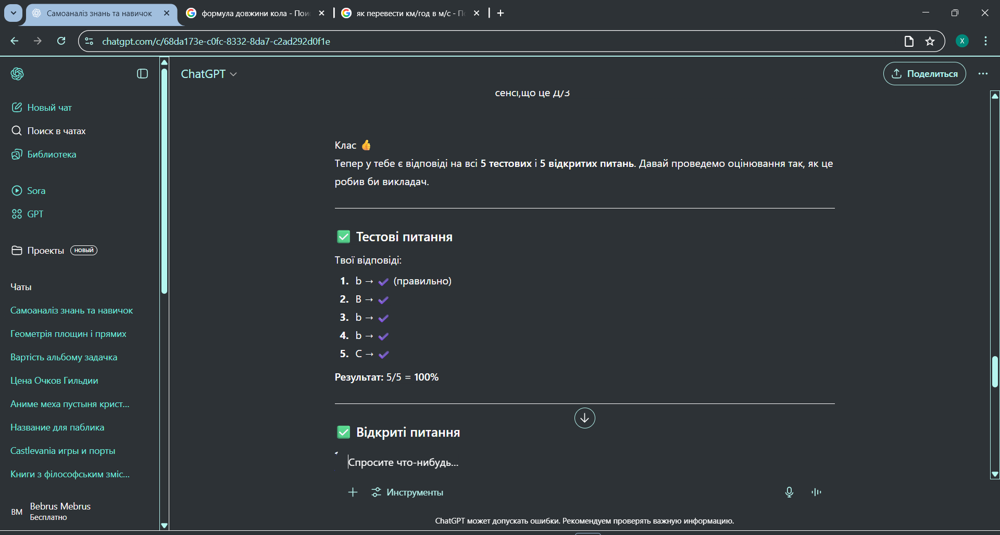 Самоаналіз знань та навичок
формула довжини кола - Пои
як перевести км/год в м/с - По
chatgpt.com/c/68da173e-c0fc-8332-8da7-c2ad292d0f1e
X
ChatGPT
Поделиться
Новый чат
Поиск в чатах
Библиотека
Sora
GPT
Проекты
НОВЫЙ
Чаты
Самоаналіз знань та навичок
Геометрія площин і прямих
Вартість альбому задачка
Цена Очков Гильдии
Аниме меха пустыня крист...
Название для паблика
Castlevania игры и порты
Книги з філософським зміс...
BM
Bebrus Mebrus
Бесплатно
сенсі,що це Д/З
Клас 👍
Тепер у тебе є відповіді на всі 5 тестових і 5 відкритих питань. Давай проведемо оцінювання так, як це
робив би викладач.
✅ Тестові питання
Твої відповіді:
1. b → ✔ (правильно)
2. B → ✔
3. b → ✔
4. b → ✔
5. C → ✔
Результат: 5/5 = 100%
✅ Відкриті питання
Спросите что-нибудь...
Инструменты
ChatGPT может допускать ошибки. Рекомендуем проверять важную информацию.